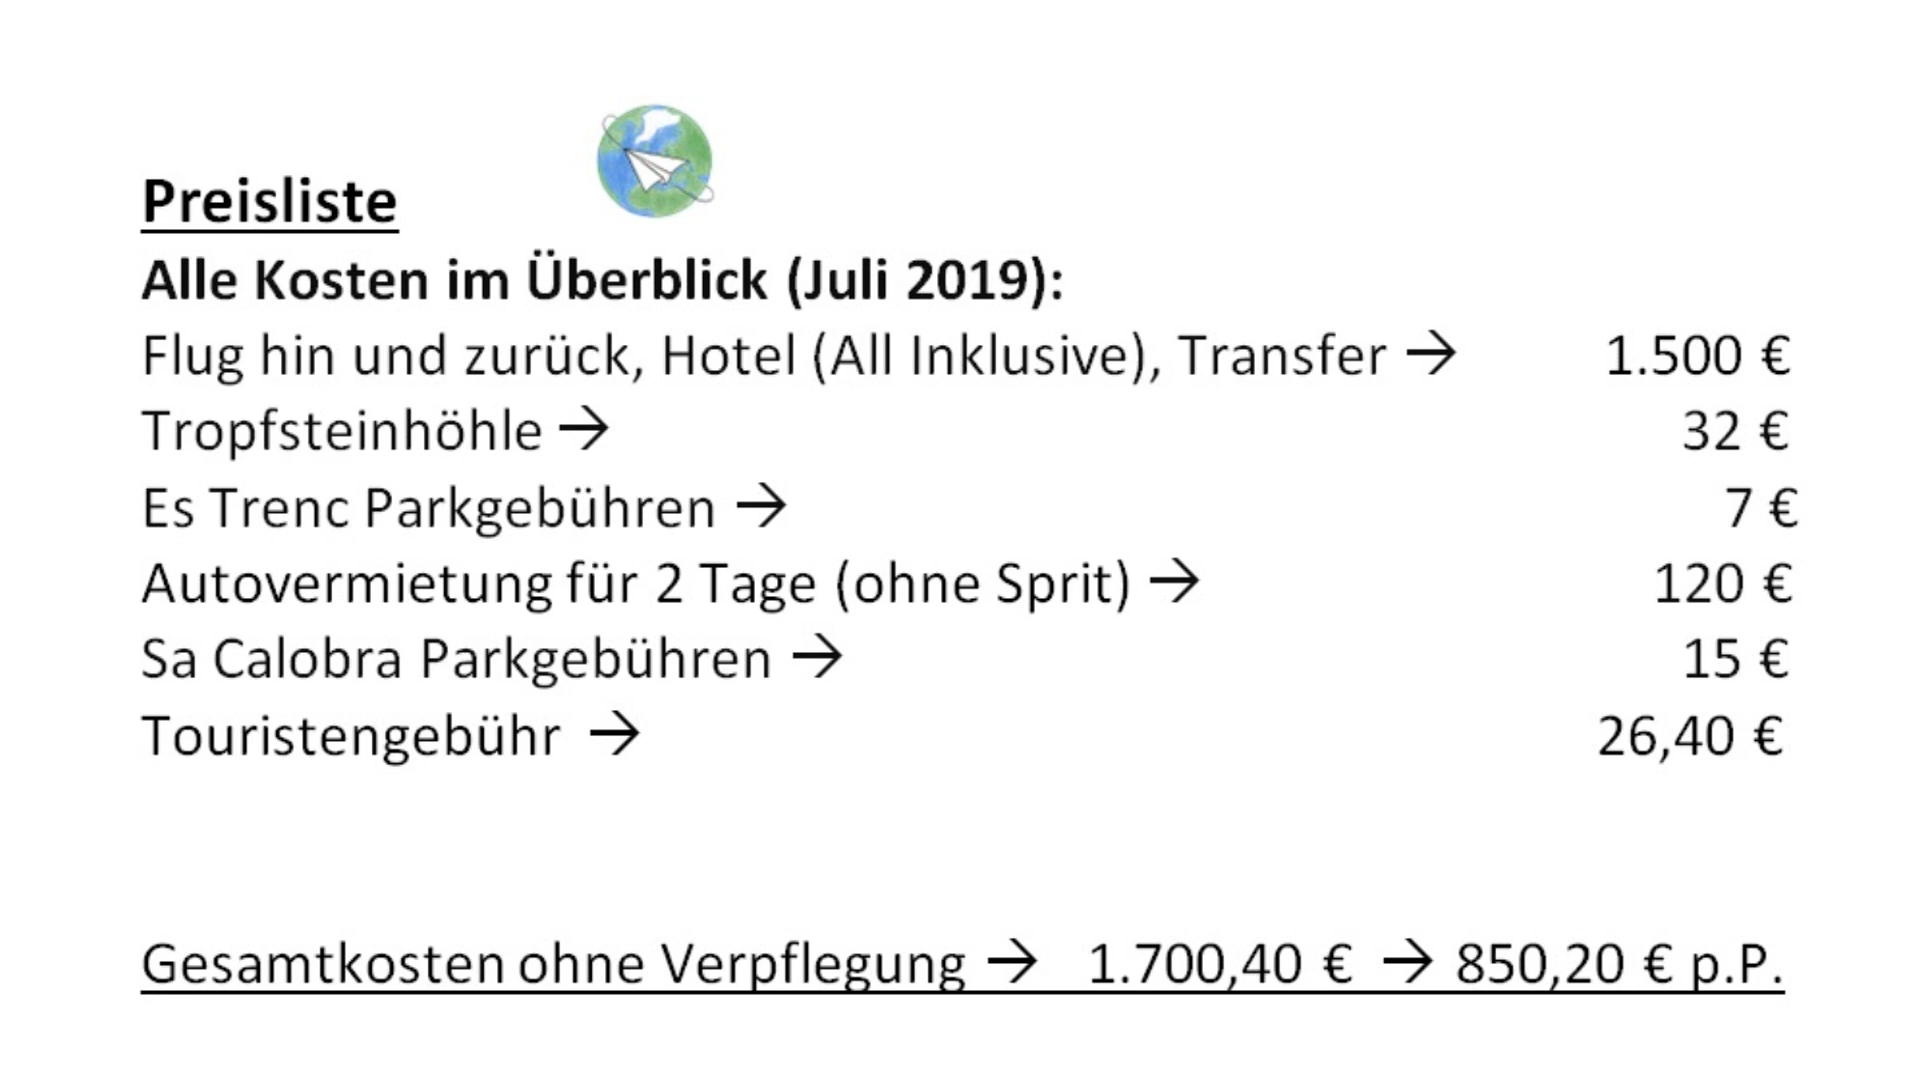 Preisliste
Alle Kosten im Überblick (Juli 2019):
Flug hin und zurück, Hotel (All Inklusive), Transfer → 1.500 €
Tropfsteinhöhle → 32 €
Es Trenc Parkgebühren → 7 €
Autovermietung für 2 Tage (ohne Sprit) → 120 €
Sa Calobra Parkgebühren → 15 €
Touristengebühr → 26,40 €
Gesamtkosten ohne Verpflegung → 1.700,40 € → 850,20 € p.P.